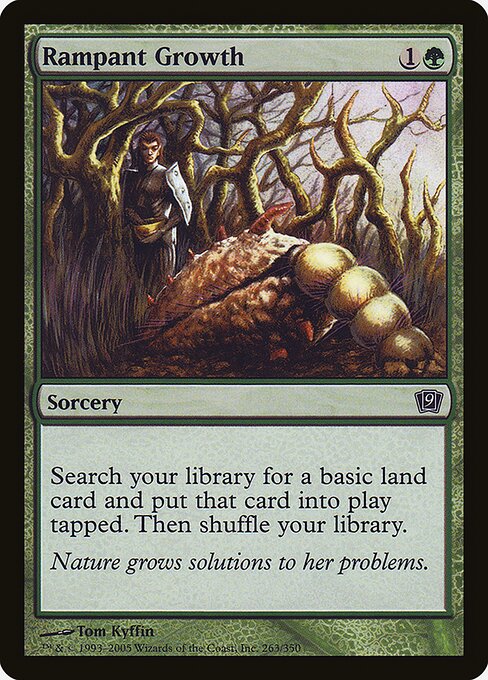 Rampant Growth 1
Sorcery 9
Search your library for a basic land
card and put that card into play
tapped. Then shuffle your library.
Nature grows solutions to her problems.
Tom Kyffin
™ & © 1993–2005 Wizards of the Coast, Inc. 263/350